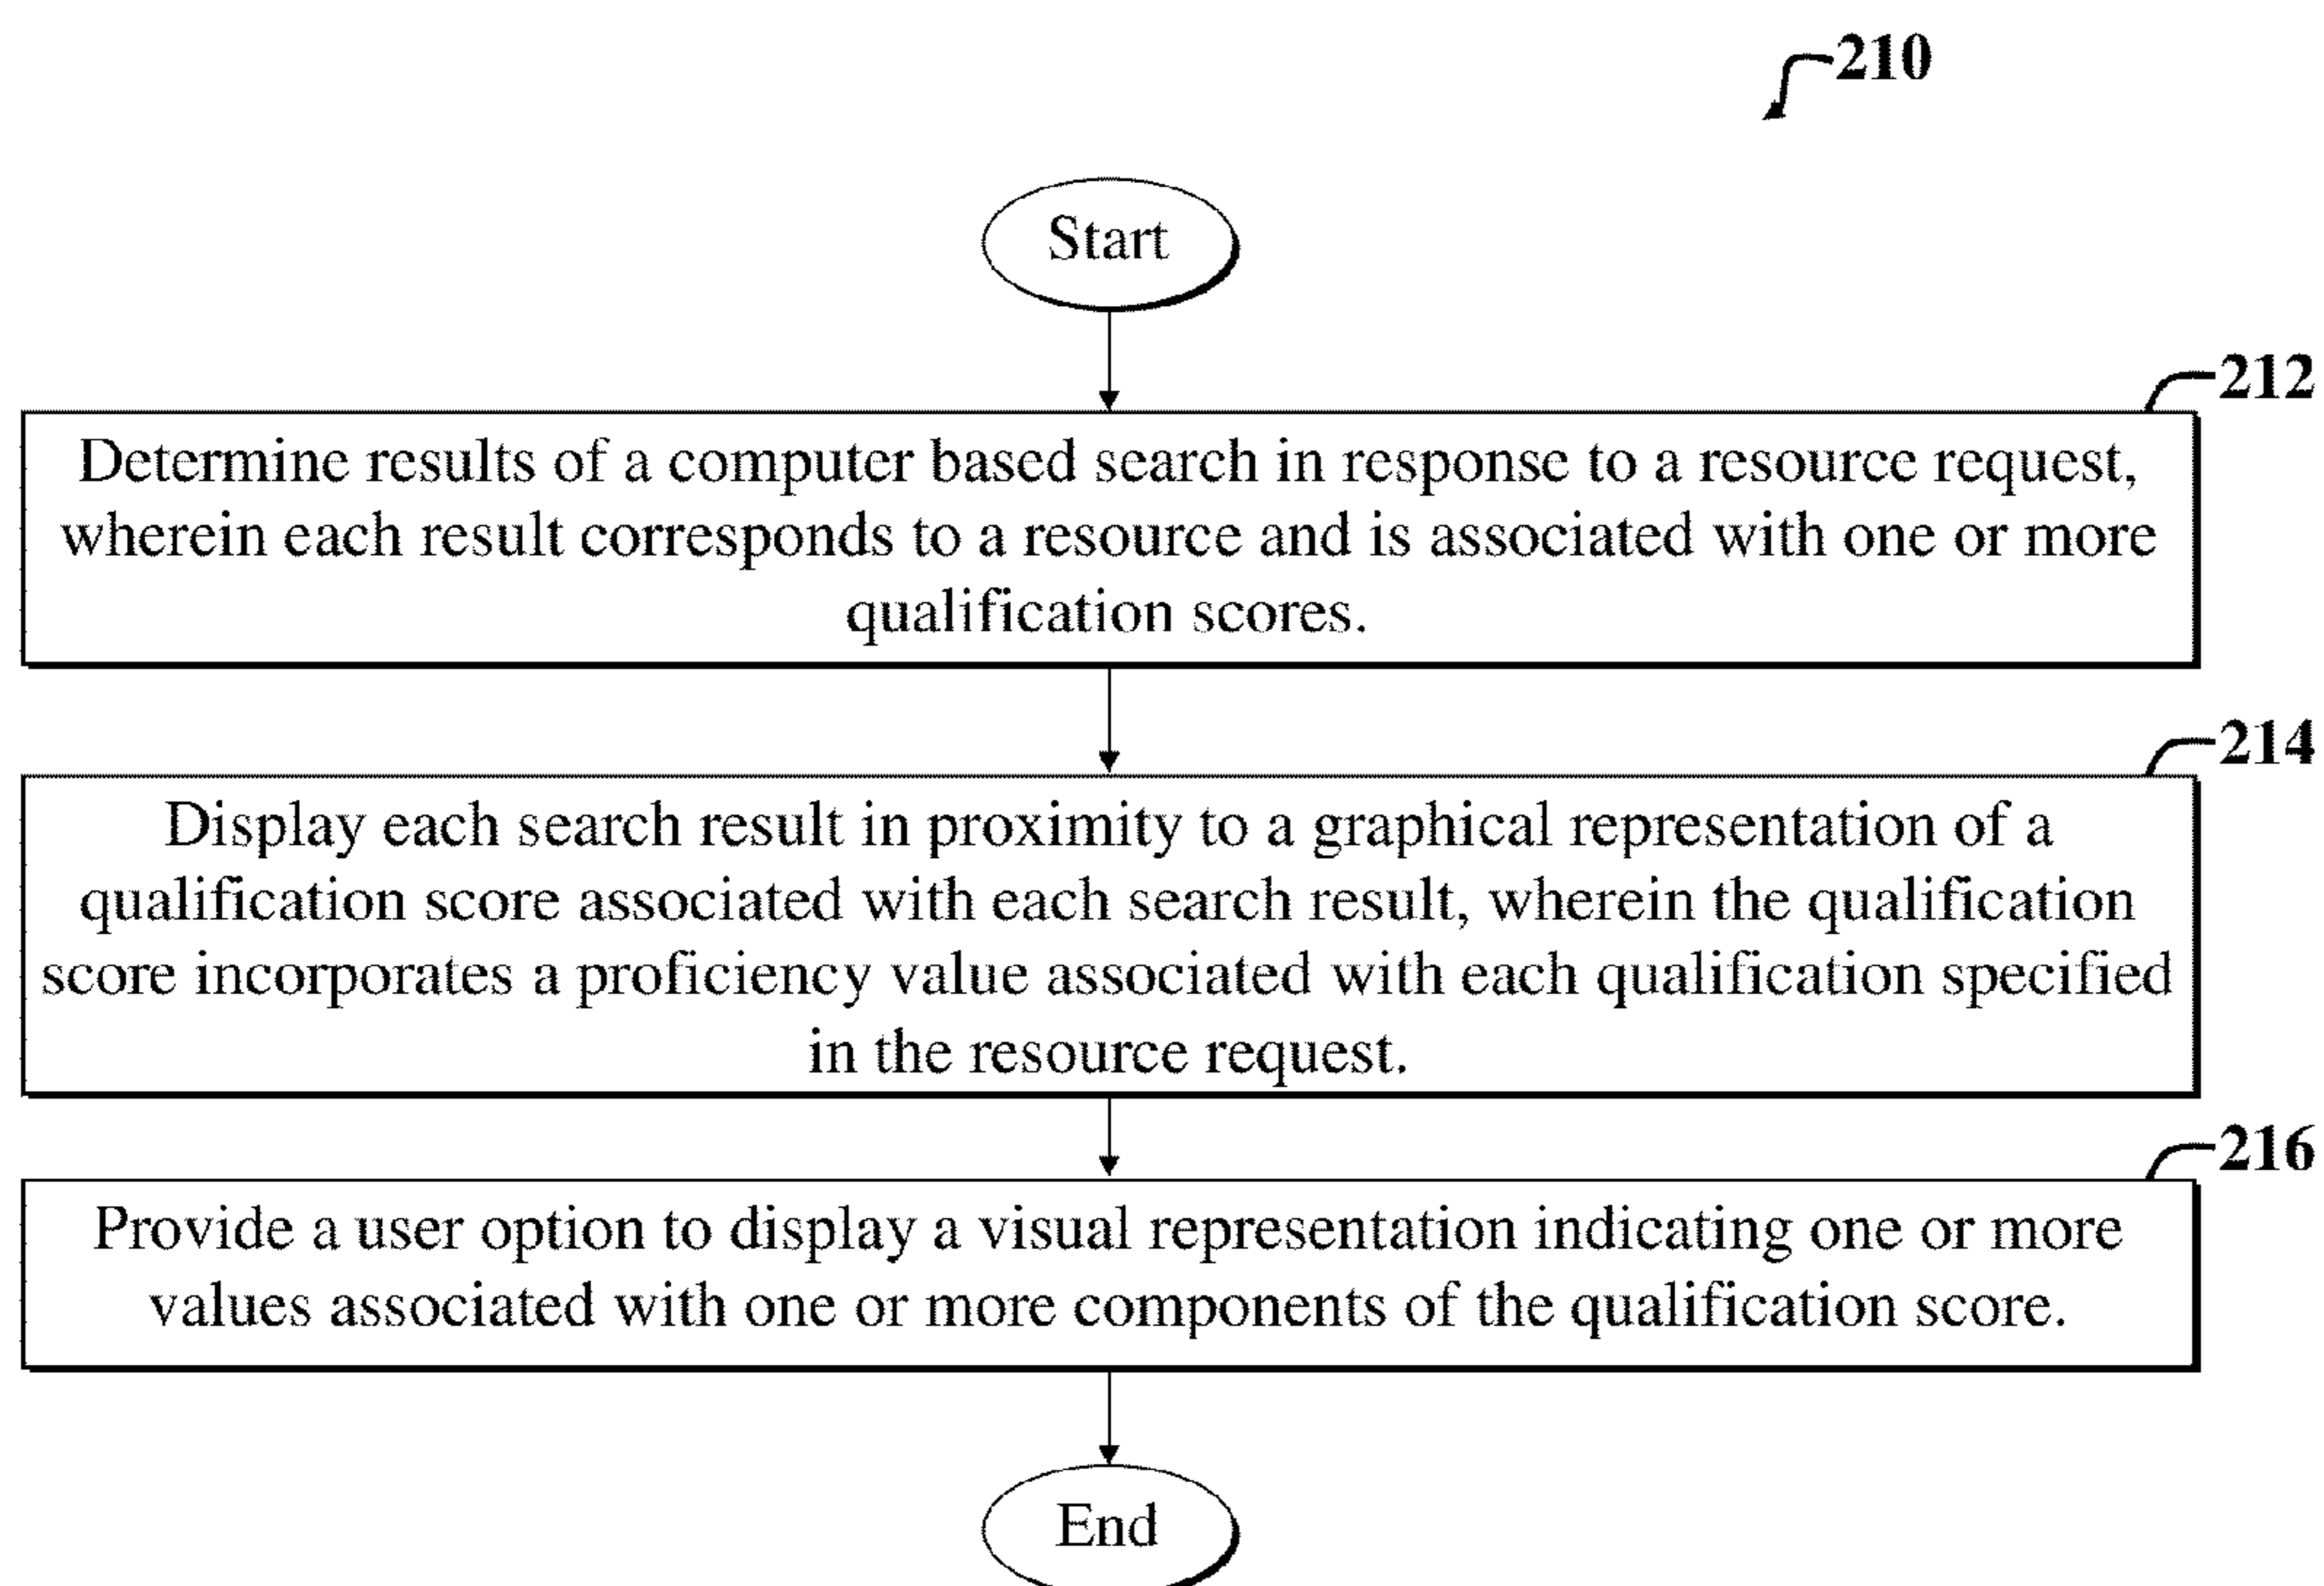 210
Start
212
Determine results of a computer based search in response to a resource request,
wherein each result corresponds to a resource and is associated with one or more
qualification scores.
214
Display each search result in proximity to a graphical representation of a
qualification score associated with each search result, wherein the qualification
score incorporates a proficiency value associated with each qualification specified
in the resource request.
216
Provide a user option to display a visual representation indicating one or more
values associated with one or more components of the qualification score.
End